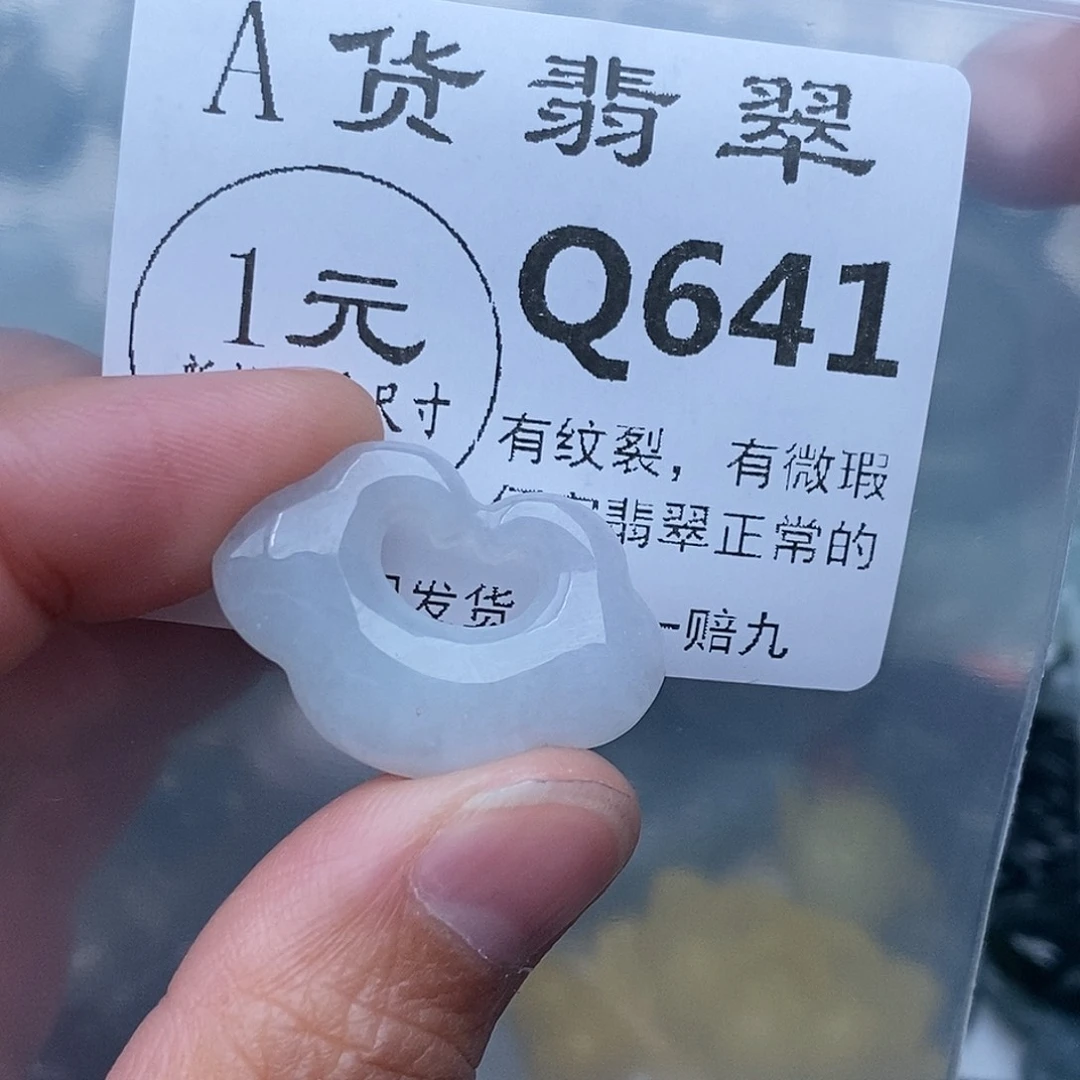 A货翡翠
1元
尺寸
Q641
有纹裂，有微瑕
翡翠正常的
发货
一赔九